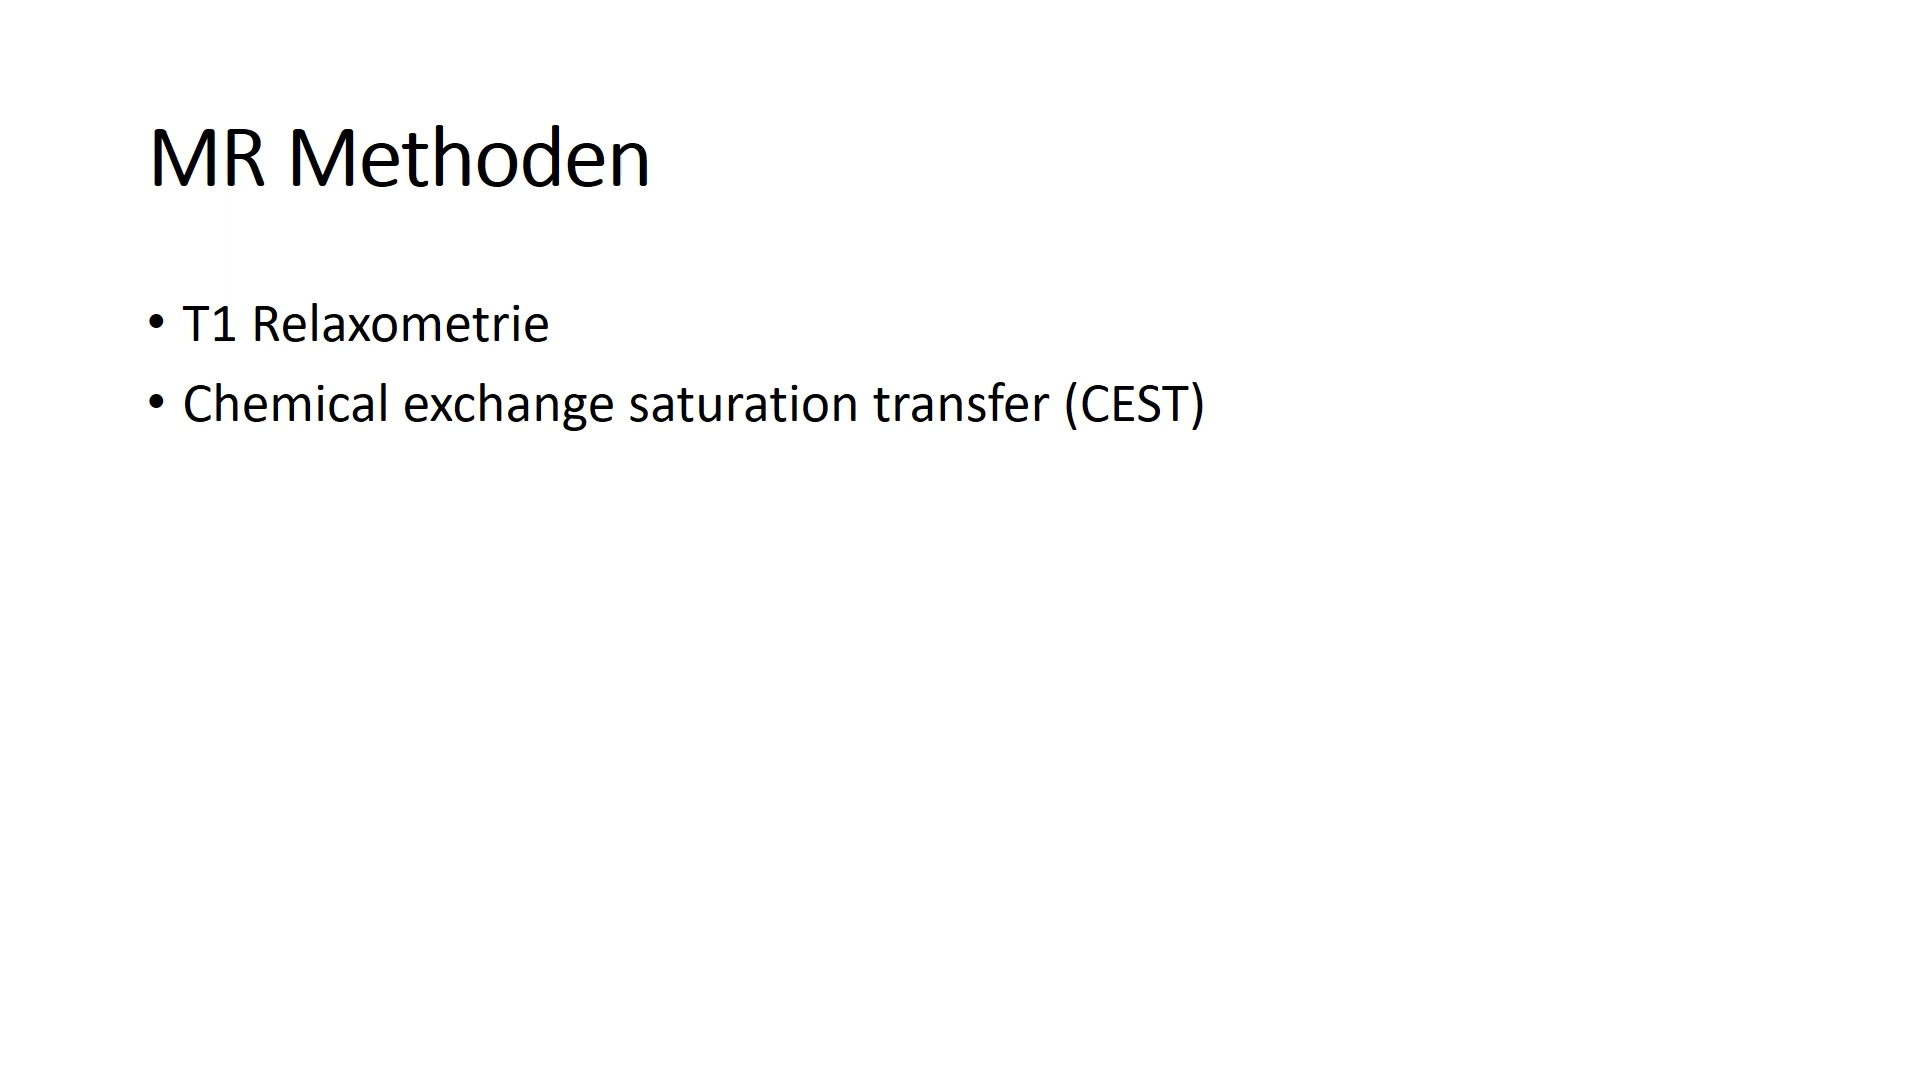 MR Methoden
• T1 Relaxometrie
• Chemical exchange saturation transfer (CEST)